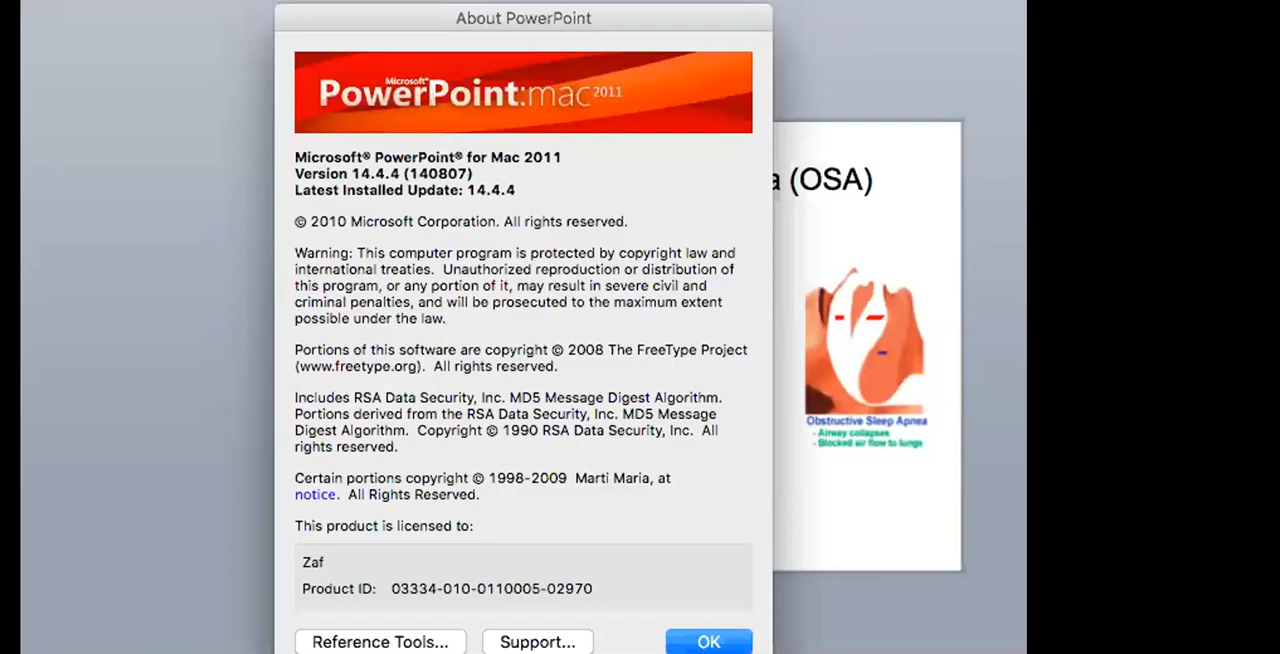 About PowerPoint
Microsoft®
PowerPoint:mac 2011
Microsoft® PowerPoint® for Mac 2011
Version 14.4.4 (140807)
Latest Installed Update: 14.4.4
© 2010 Microsoft Corporation. All rights reserved.
Warning: This computer program is protected by copyright law and
international treaties.  Unauthorized reproduction or distribution of
this program, or any portion of it, may result in severe civil and
criminal penalties, and will be prosecuted to the maximum extent
possible under the law.
Portions of this software are copyright © 2008 The FreeType Project
(www.freetype.org).  All rights reserved.
Includes RSA Data Security, Inc. MD5 Message Digest Algorithm.
Portions derived from the RSA Data Security, Inc. MD5 Message
Digest Algorithm.  Copyright © 1990 RSA Data Security, Inc.  All
rights reserved.
Certain portions copyright © 1998-2009  Marti Maria, at
notice.  All Rights Reserved.
This product is licensed to:
Zaf
Product ID:   03334-010-0110005-02970
Reference Tools...
Support...
OK
a (OSA)
Obstructive Sleep Apnea
- Airway collapses
- Blocked air flow to lungs